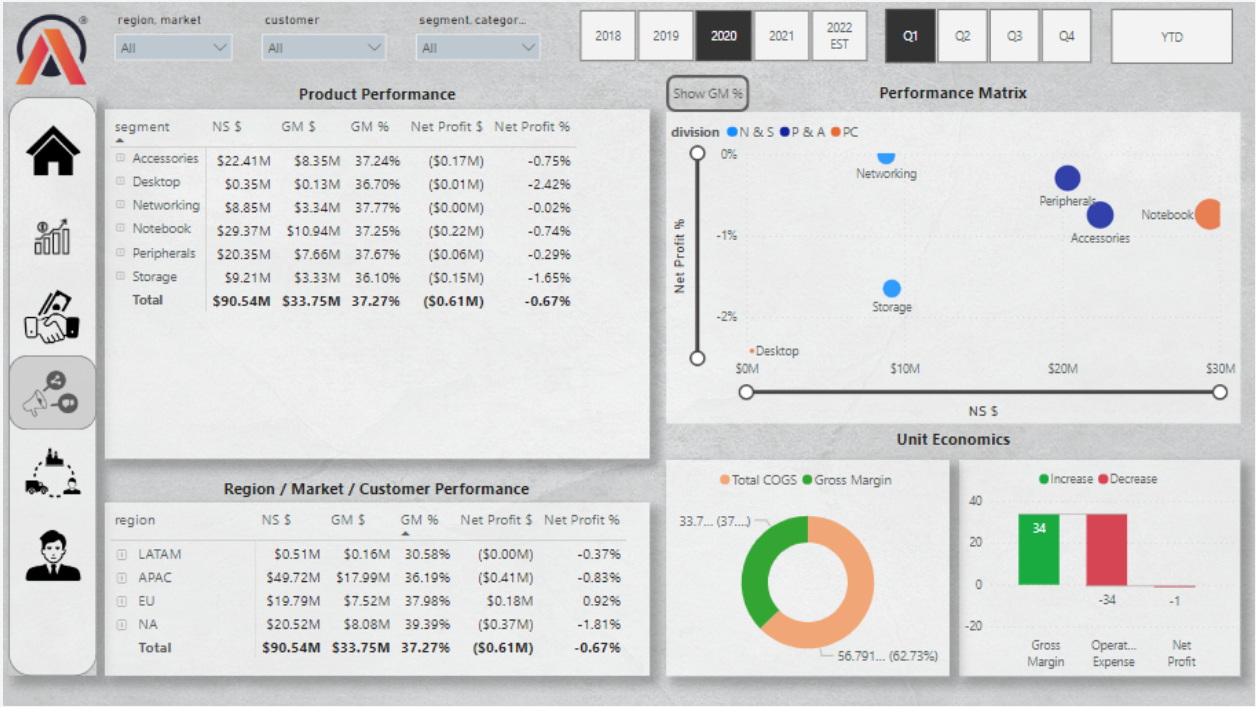 region, market customer segment, categor...
All All All
2018 2019 2020 2021 2022 EST Q1 Q2 Q3 Q4 YTD
Product Performance
segment NS $ GM $ GM % Net Profit $ Net Profit %
Accessories $22.41M $8.35M 37.24% ($0.17M) -0.75%
Desktop $0.35M $0.13M 36.70% ($0.01M) -2.42%
Networking $8.85M $3.34M 37.77% ($0.00M) -0.02%
Notebook $29.37M $10.94M 37.25% ($0.22M) -0.74%
Peripherals $20.35M $7.66M 37.67% ($0.06M) -0.29%
Storage $9.21M $3.33M 36.10% ($0.15M) -1.65%
Total $90.54M $33.75M 37.27% ($0.61M) -0.67%
Region / Market / Customer Performance
region NS $ GM $ GM % Net Profit $ Net Profit %
LATAM $0.51M $0.16M 30.58% ($0.00M) -0.37%
APAC $49.72M $17.99M 36.19% ($0.41M) -0.83%
EU $19.79M $7.52M 37.98% $0.18M 0.92%
NA $20.52M $8.08M 39.39% ($0.37M) -1.81%
Total $90.54M $33.75M 37.27% ($0.61M) -0.67%
Show GM % Performance Matrix
division N & S P & A PC
0%
Networking
Peripherals
Notebook
Accessories
-1%
Net Profit %
Storage
-2%
Desktop
$0M $10M $20M $30M
NS $
Unit Economics
Total COGS Gross Margin
33.7... (37....)
56.791... (62.73%)
Increase Decrease
40
34
20
0
-34 -1
-20
Gross Operat... Net
Margin Expense Profit